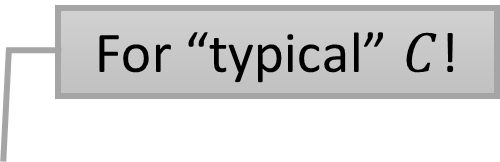 For “typical” 𝐶!